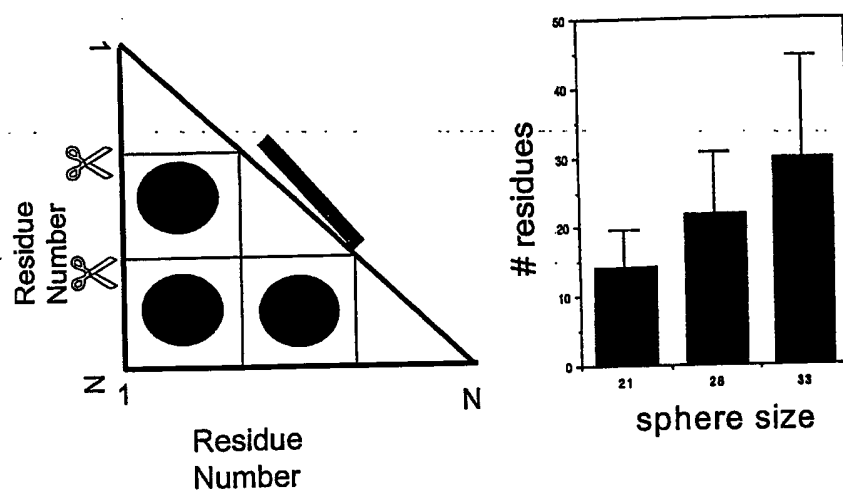 1
Residue
Number
N
1
N
Residue
Number
# residues
50
40
30
20
10
0
21
28
33
sphere size